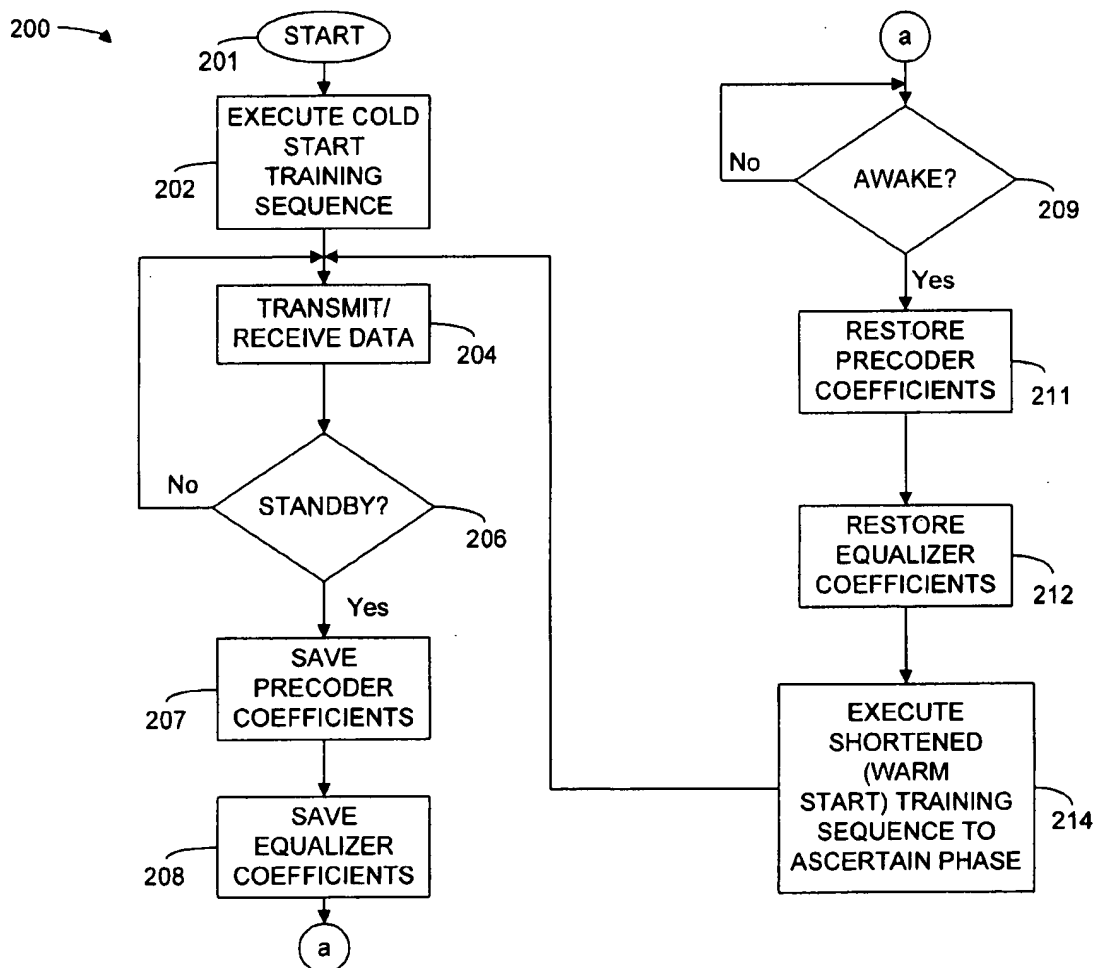 200
START
201
EXECUTE COLD
START
TRAINING
SEQUENCE
202
TRANSMIT/
RECEIVE DATA
204
No
STANDBY?
206
Yes
SAVE
PRECODER
COEFFICIENTS
207
SAVE
EQUALIZER
COEFFICIENTS
208
a
a
No
AWAKE?
209
Yes
RESTORE
PRECODER
COEFFICIENTS
211
RESTORE
EQUALIZER
COEFFICIENTS
212
EXECUTE
SHORTENED
(WARM
START) TRAINING
SEQUENCE TO
ASCERTAIN PHASE
214